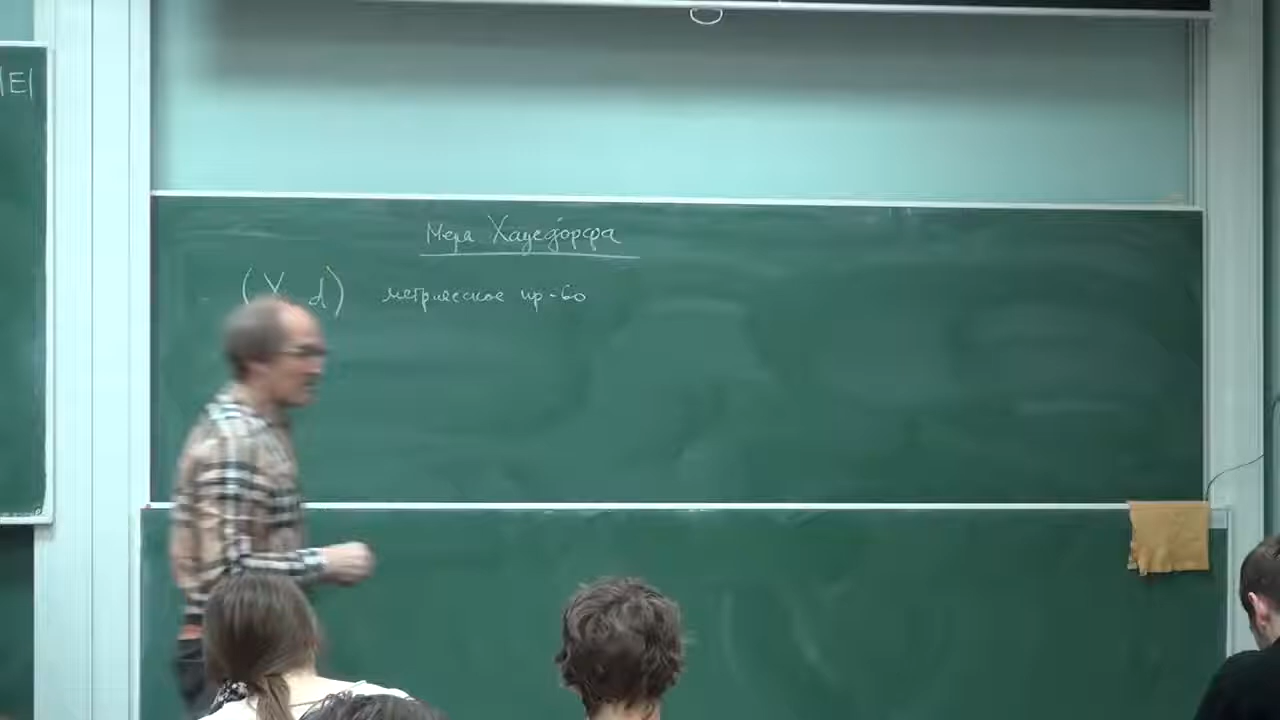 |E|
Мера Хаусдорфа
(X, d) метрическое пр-во